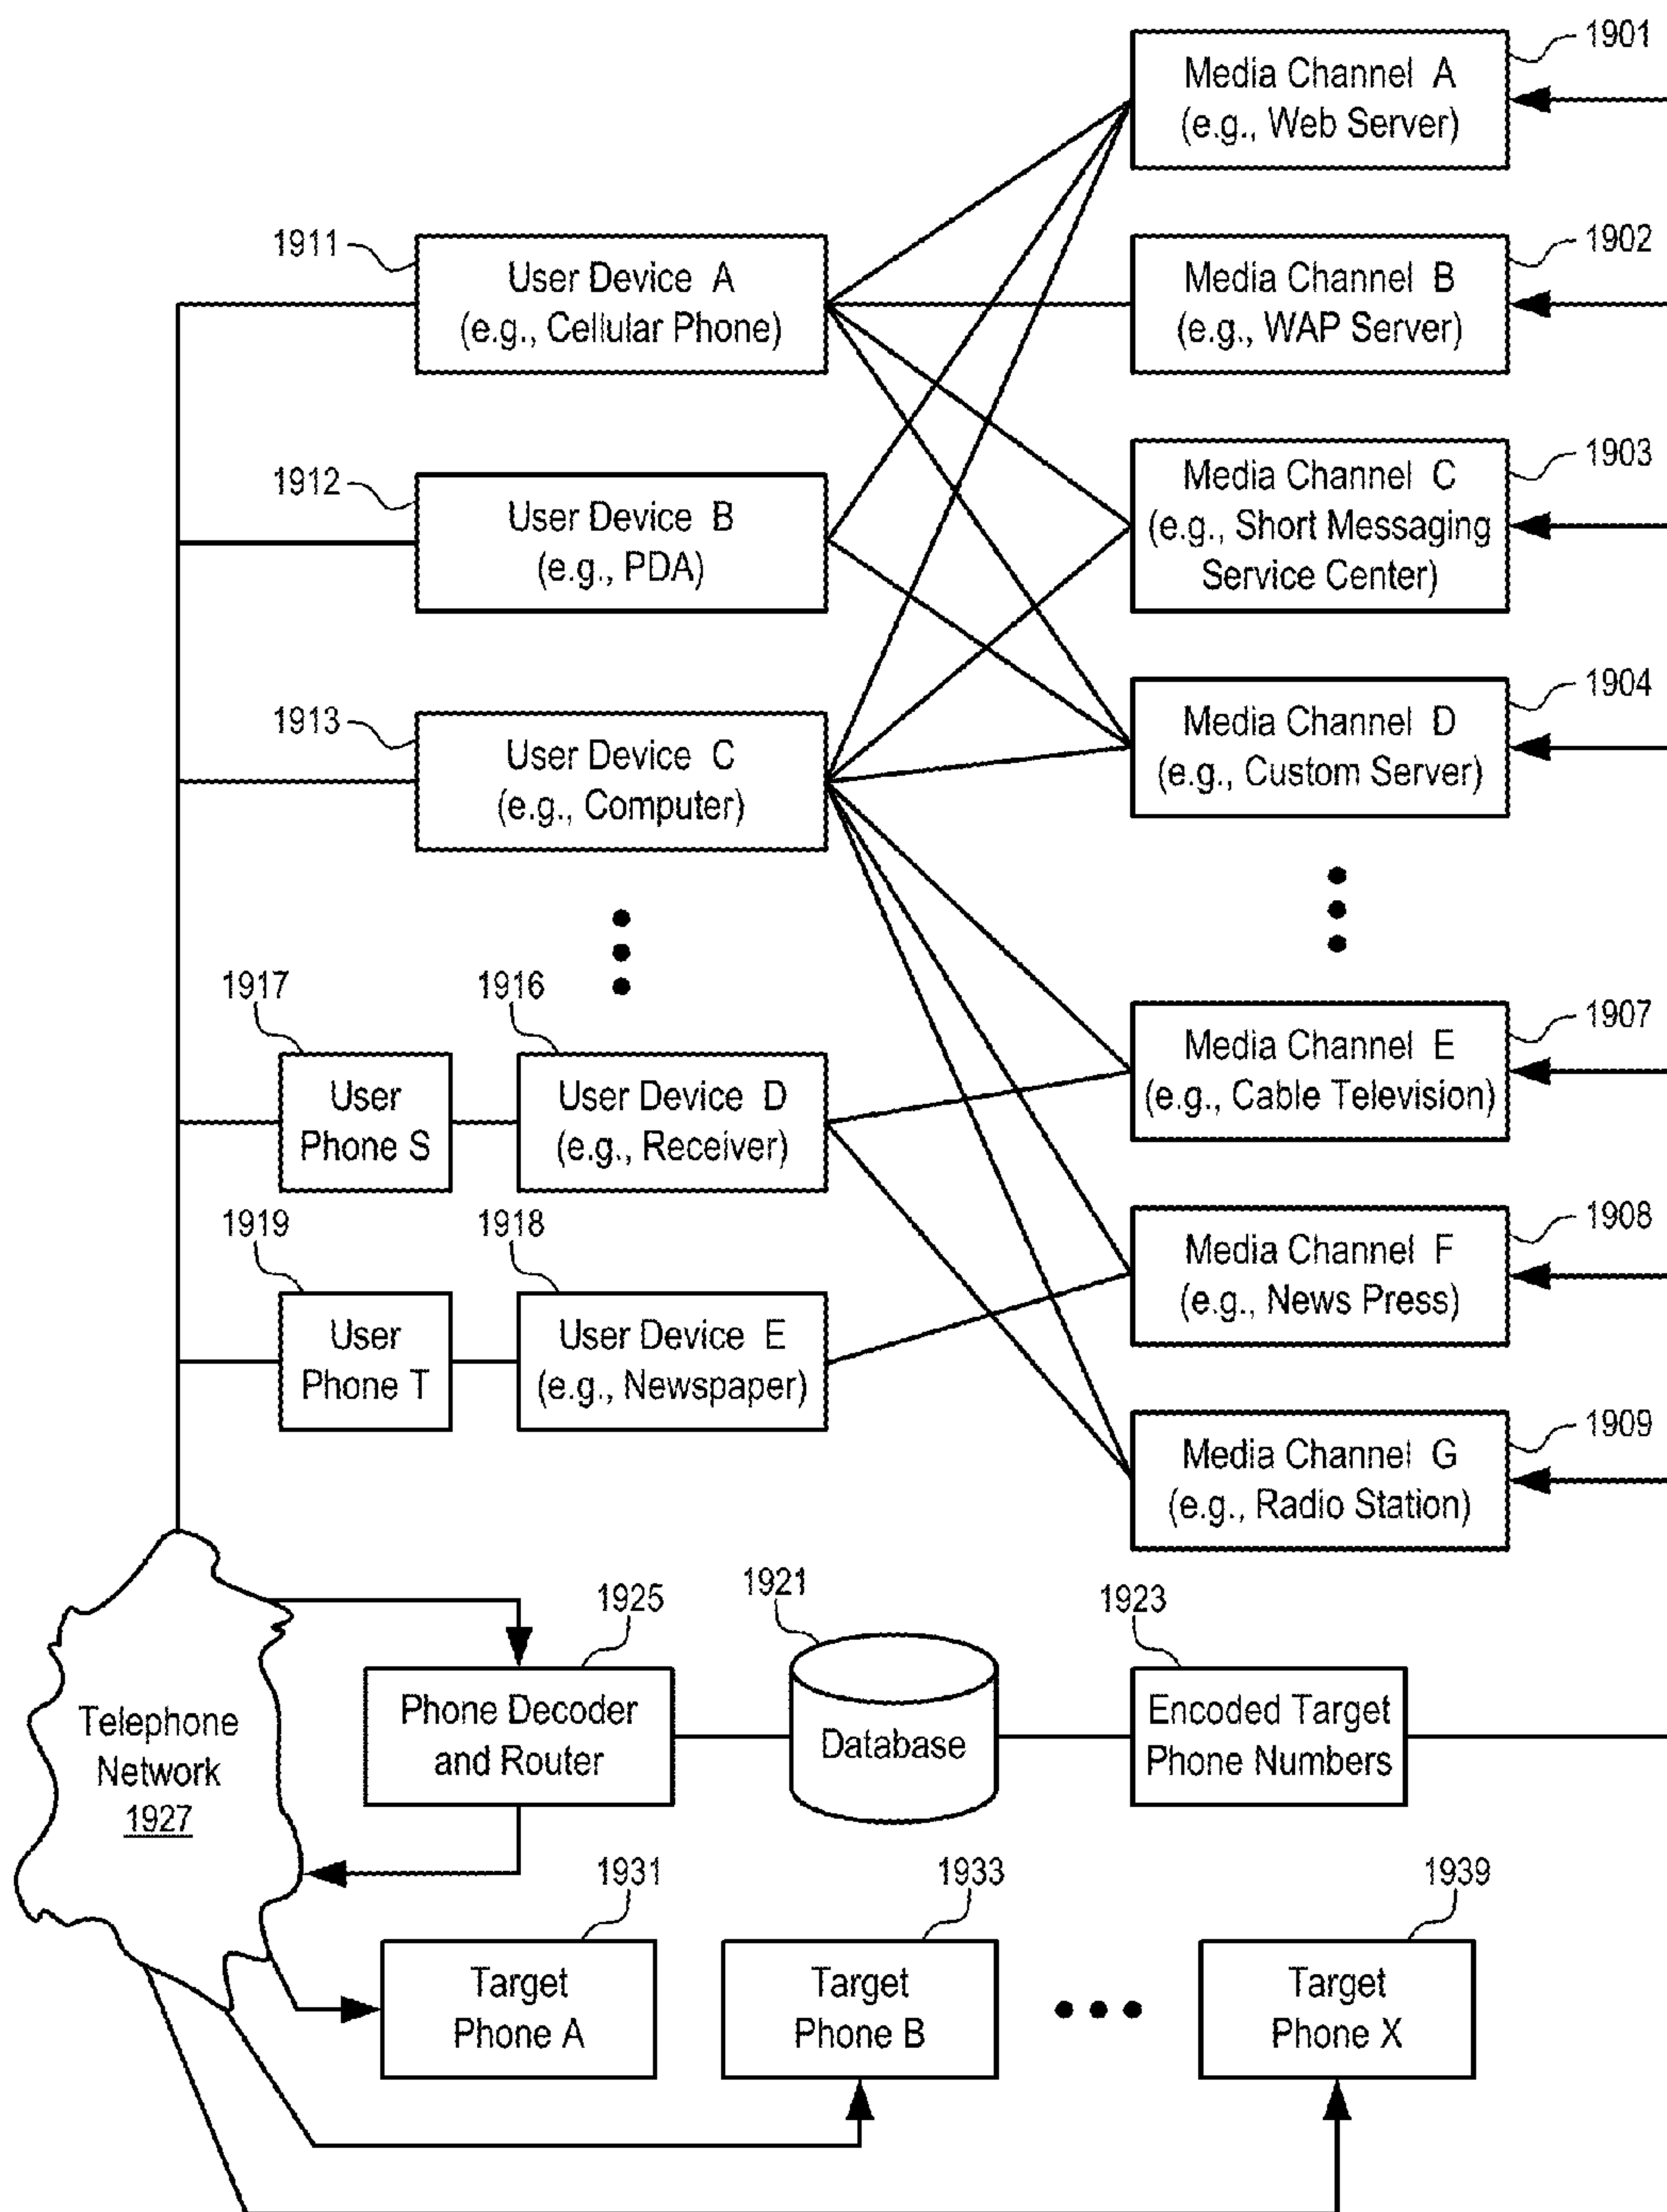 1901
Media Channel A
(e.g., Web Server)
1911
User Device A
(e.g., Cellular Phone)
1902
Media Channel B
(e.g., WAP Server)
1912
User Device B
(e.g., PDA)
1903
Media Channel C
(e.g., Short Messaging
Service Center)
1913
User Device C
(e.g., Computer)
1904
Media Channel D
(e.g., Custom Server)
1917
User
Phone S
1916
User Device D
(e.g., Receiver)
1907
Media Channel E
(e.g., Cable Television)
1919
User
Phone T
1918
User Device E
(e.g., Newspaper)
1908
Media Channel F
(e.g., News Press)
1909
Media Channel G
(e.g., Radio Station)
Telephone
Network
1927
1925
Phone Decoder
and Router
1921
Database
1923
Encoded Target
Phone Numbers
1931
Target
Phone A
1933
Target
Phone B
1939
Target
Phone X